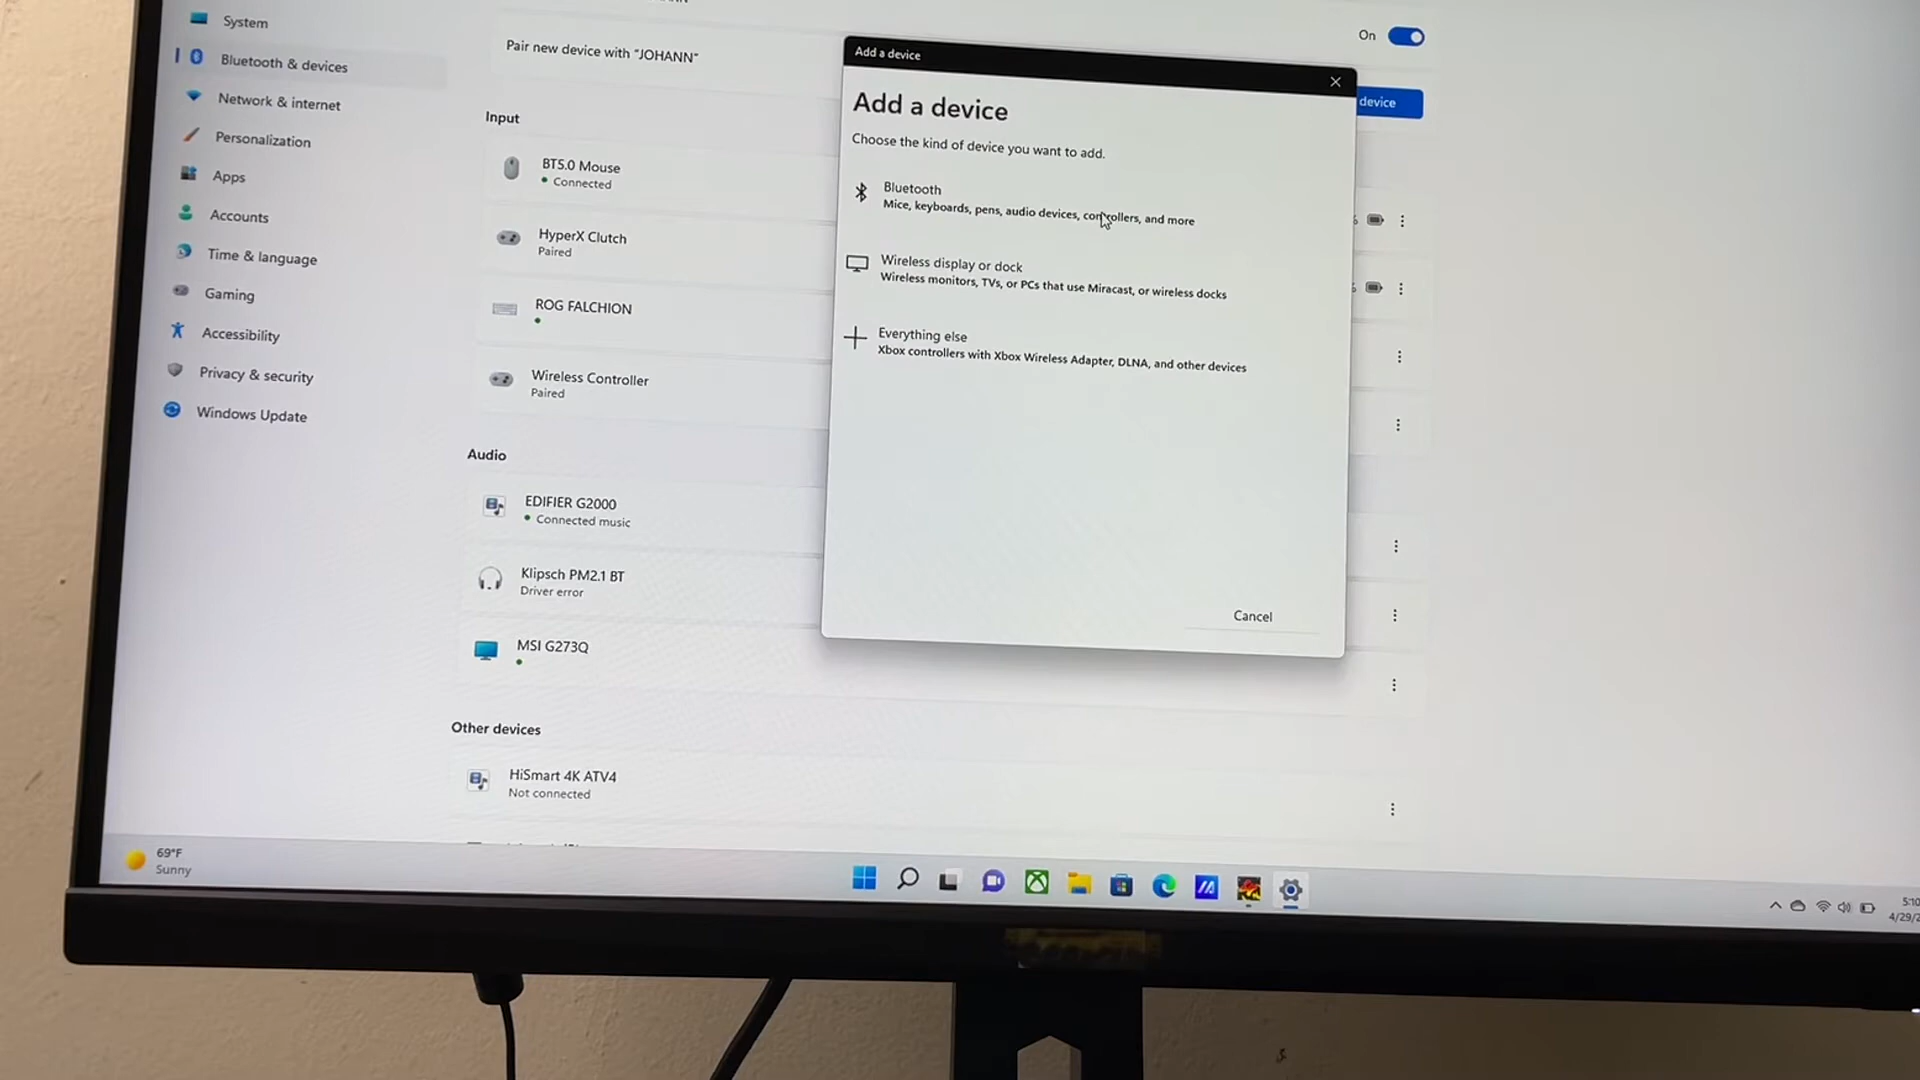 System
Bluetooth & devices
Network & internet
Personalization
Apps
Accounts
Time & language
Gaming
Accessibility
Privacy & security
Windows Update
Pair new device with "JOHANN"
On
device
Input
BT5.0 Mouse
Connected
HyperX Clutch
Paired
ROG FALCHION
Wireless Controller
Paired
Audio
EDIFIER G2000
Connected music
Klipsch PM2.1 BT
Driver error
MSI G273Q
Other devices
HiSmart 4K ATV4
Not connected
Add a device
Add a device
Choose the kind of device you want to add.
Bluetooth
Mice, keyboards, pens, audio devices, controllers, and more
Wireless display or dock
Wireless monitors, TVs, or PCs that use Miracast, or wireless docks
Everything else
Xbox controllers with Xbox Wireless Adapter, DLNA, and other devices
Cancel
69°F
Sunny
5:10
4/29/2